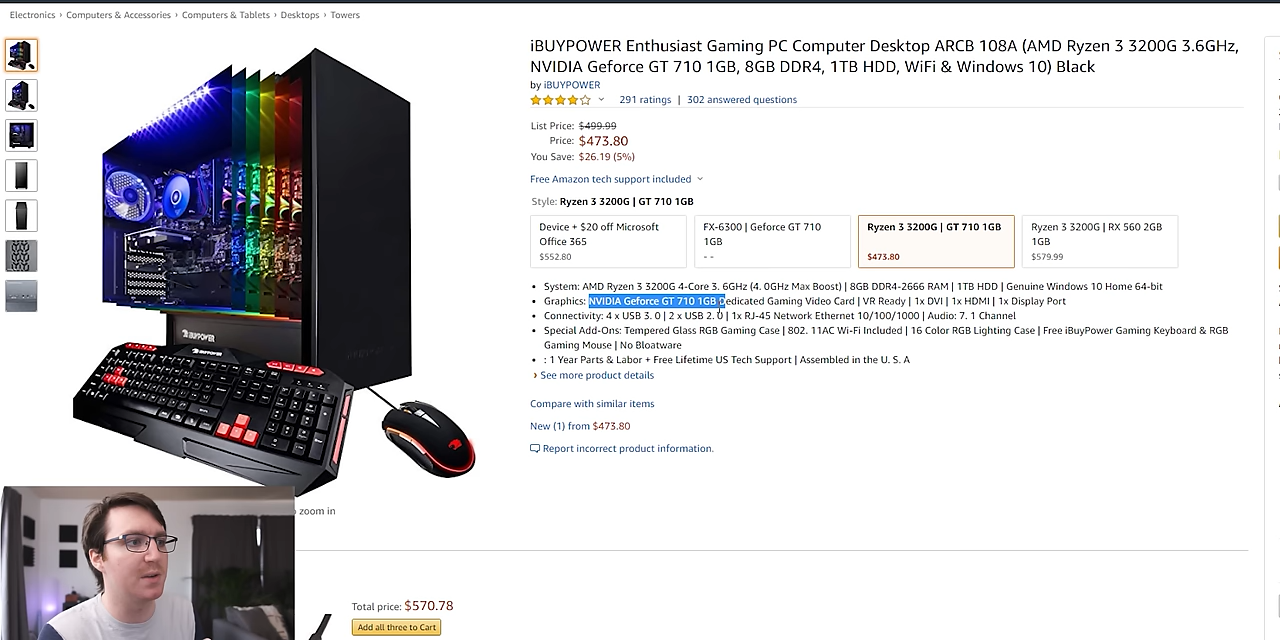 Electronics › Computers & Accessories › Computers & Tablets › Desktops › Towers
iBUYPOWER Enthusiast Gaming PC Computer Desktop ARCB 108A (AMD Ryzen 3 3200G 3.6GHz,
NVIDIA Geforce GT 710 1GB, 8GB DDR4, 1TB HDD, WiFi & Windows 10) Black
by iBUYPOWER
291 ratings | 302 answered questions
List Price: $499.99
Price: $473.80
You Save: $26.19 (5%)
Free Amazon tech support included
Style: Ryzen 3 3200G | GT 710 1GB
Device + $20 off Microsoft
Office 365
$552.80
FX-6300 | Geforce GT 710
1GB
- -
Ryzen 3 3200G | GT 710 1GB
$473.80
Ryzen 3 3200G | RX 560 2GB
1GB
$579.99
• System: AMD Ryzen 3 3200G 4-Core 3. 6GHz (4. 0GHz Max Boost) | 8GB DDR4-2666 RAM | 1TB HDD | Genuine Windows 10 Home 64-bit
• Graphics: NVIDIA Geforce GT 710 1GB Dedicated Gaming Video Card | VR Ready | 1x DVI | 1x HDMI | 1x Display Port
• Connectivity: 4 x USB 3. 0 | 2 x USB 2. 0 | 1x RJ-45 Network Ethernet 10/100/1000 | Audio: 7. 1 Channel
• Special Add-Ons: Tempered Glass RGB Gaming Case | 802. 11AC Wi-Fi Included | 16 Color RGB Lighting Case | Free iBuyPower Gaming Keyboard & RGB
Gaming Mouse | No Bloatware
• : 1 Year Parts & Labor + Free Lifetime US Tech Support | Assembled in the U. S. A
› See more product details
Compare with similar items
New (1) from $473.80
Report incorrect product information.
iBUYPOWER
iBUYPOWER
zoom in
Total price: $570.78
Add all three to Cart